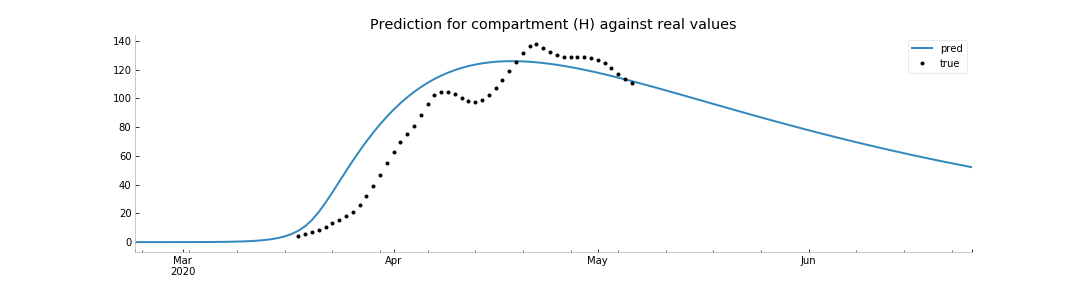 Prediction for compartment (H) against real values
140
120
100
80
60
40
20
0
pred
true
Mar
2020
Apr
May
Jun